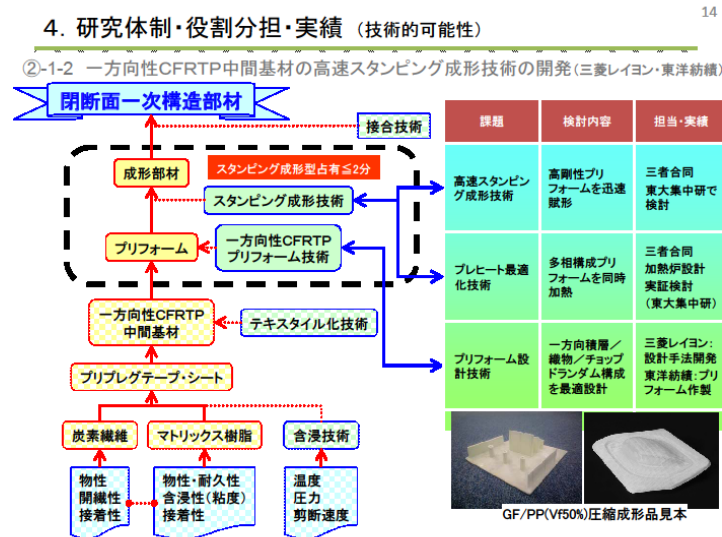 14
4．研究体制・役割分担・実績 （技術的可能性）
②-1-2 一方向性CFRTP中間基材の高速スタンピング成形技術の開発（三菱レイヨン・東洋紡績）
閉断面一次構造部材
接合技術
成形部材
スタンピング成形型占有≦2分
スタンピング成形技術
プリフォーム
一方向性CFRTP
プリフォーム技術
一方向性CFRTP
中間基材
テキスタイル化技術
プリプレグテープ・シート
炭素繊維
マトリックス樹脂
含浸技術
物性
開繊性
接着性
物性・耐久性
含浸性（粘度）
接着性
温度
圧力
剪断速度
課題
検討内容
担当・実績
高速スタンピ
ング成形技術
高剛性プリ
フォームを迅速
賦形
三者合同
東大集中研で
検討
プレヒート最適
化技術
多相構成プリ
フォームを同時
加熱
三者合同
加熱炉設計
実証検討
（東大集中研）
プリフォーム設
計技術
一方向積層／
織物／チョップ
ドランダム構成
を最適設計
三菱レイヨン：
設計手法開発
東洋紡績：プリ
フォーム作製
GF/PP(Vf50%)圧縮成形品見本